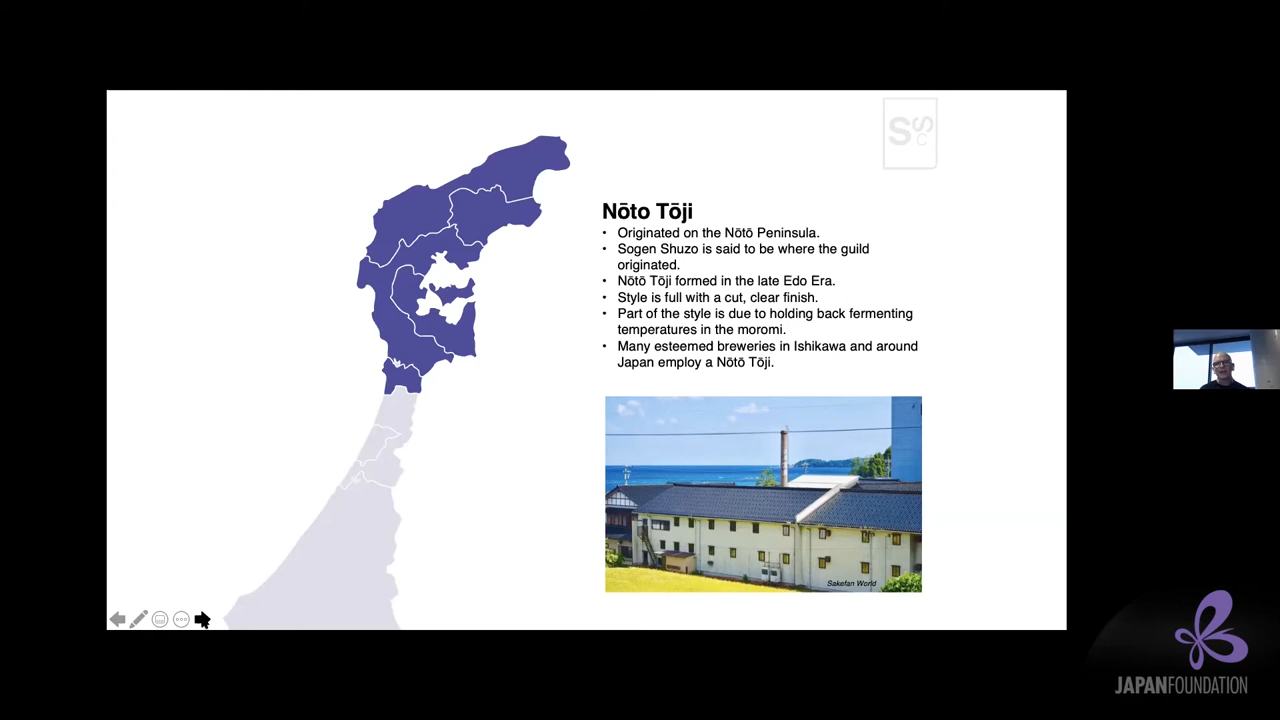 SSC
Nōto Tōji
• Originated on the Nōtō Peninsula.
• Sogen Shuzo is said to be where the guild
originated.
• Nōtō Tōji formed in the late Edo Era.
• Style is full with a cut, clear finish.
• Part of the style is due to holding back fermenting
temperatures in the moromi.
• Many esteemed breweries in Ishikawa and around
Japan employ a Nōtō Tōji.
Sakefan World
JAPANFOUNDATION